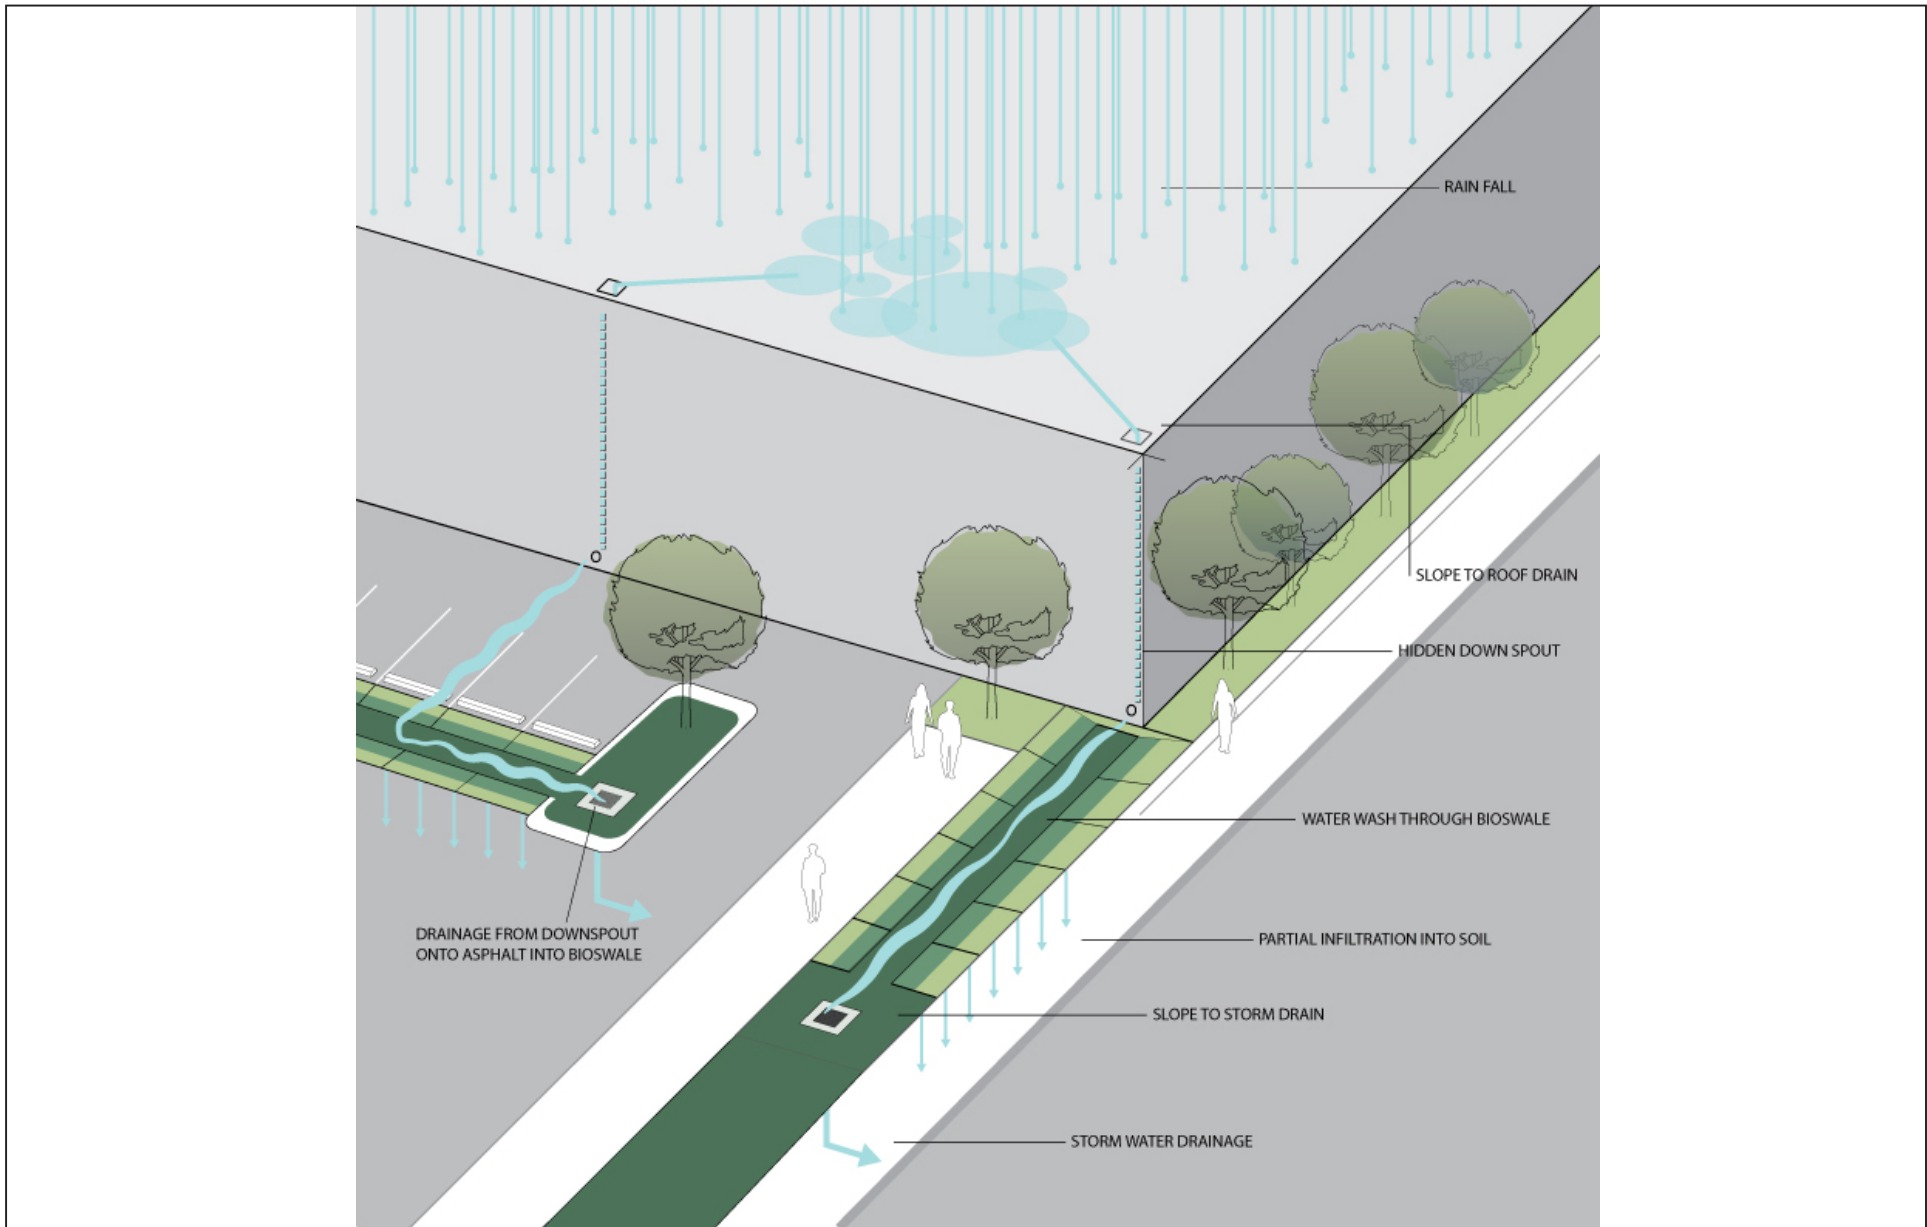 RAIN FALL
SLOPE TO ROOF DRAIN
HIDDEN DOWN SPOUT
WATER WASH THROUGH BIOSWALE
DRAINAGE FROM DOWNSPOUT
ONTO ASPHALT INTO BIOSWALE
PARTIAL INFILTRATION INTO SOIL
SLOPE TO STORM DRAIN
STORM WATER DRAINAGE